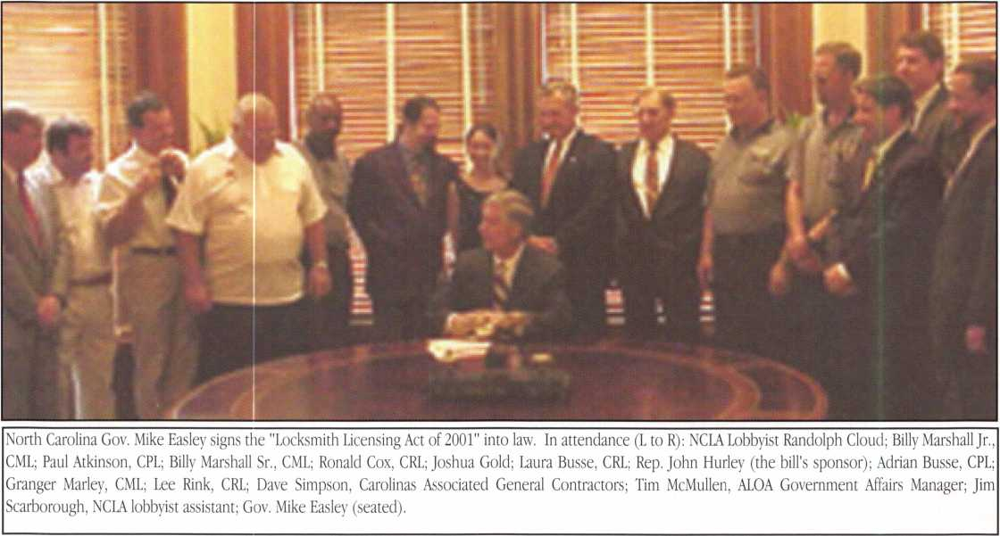 North Carolina Gov. Mike Easley signs the "Locksmith Licensing Act of 2001" into law.  In attendance (L to R): NCLA Lobbyist Randolph Cloud; Billy Marshall Jr.,
CML; Paul Atkinson, CPL; Billy Marshall Sr., CML; Ronald Cox, CRL; Joshua Gold; Laura Busse, CRL; Rep. John Hurley (the bill's sponsor); Adrian Busse, CPL;
Granger Marley, CML; Lee Rink, CRL; Dave Simpson, Carolinas Associated General Contractors; Tim McMullen, ALOA Government Affairs Manager; Jim
Scarborough, NCLA lobbyist assistant; Gov. Mike Easley (seated).